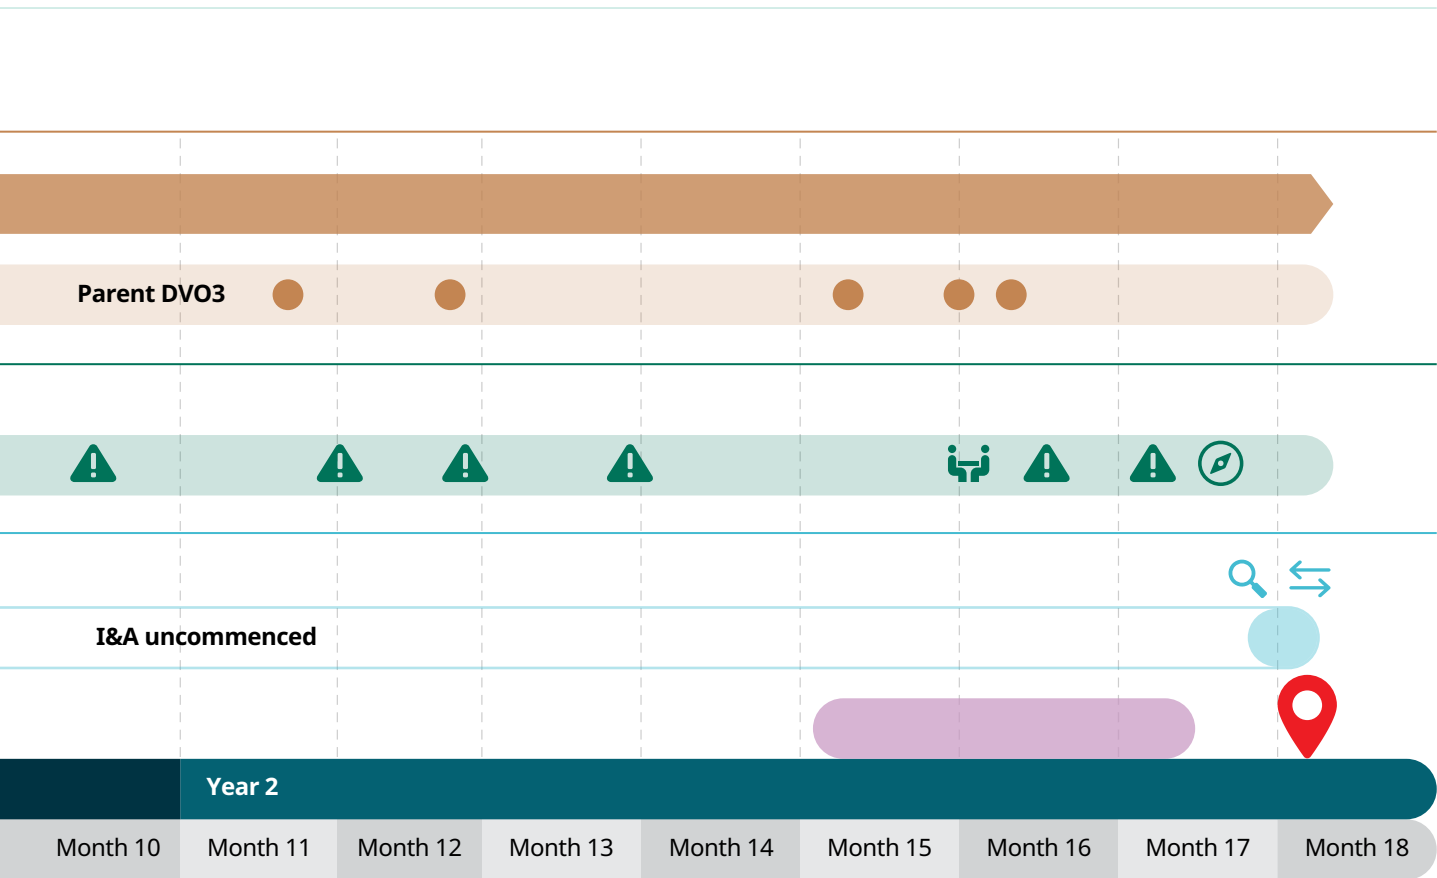 Parent DVO3
I&A uncommenced
Year 2
Month 10 Month 11 Month 12 Month 13 Month 14 Month 15 Month 16 Month 17 Month 18